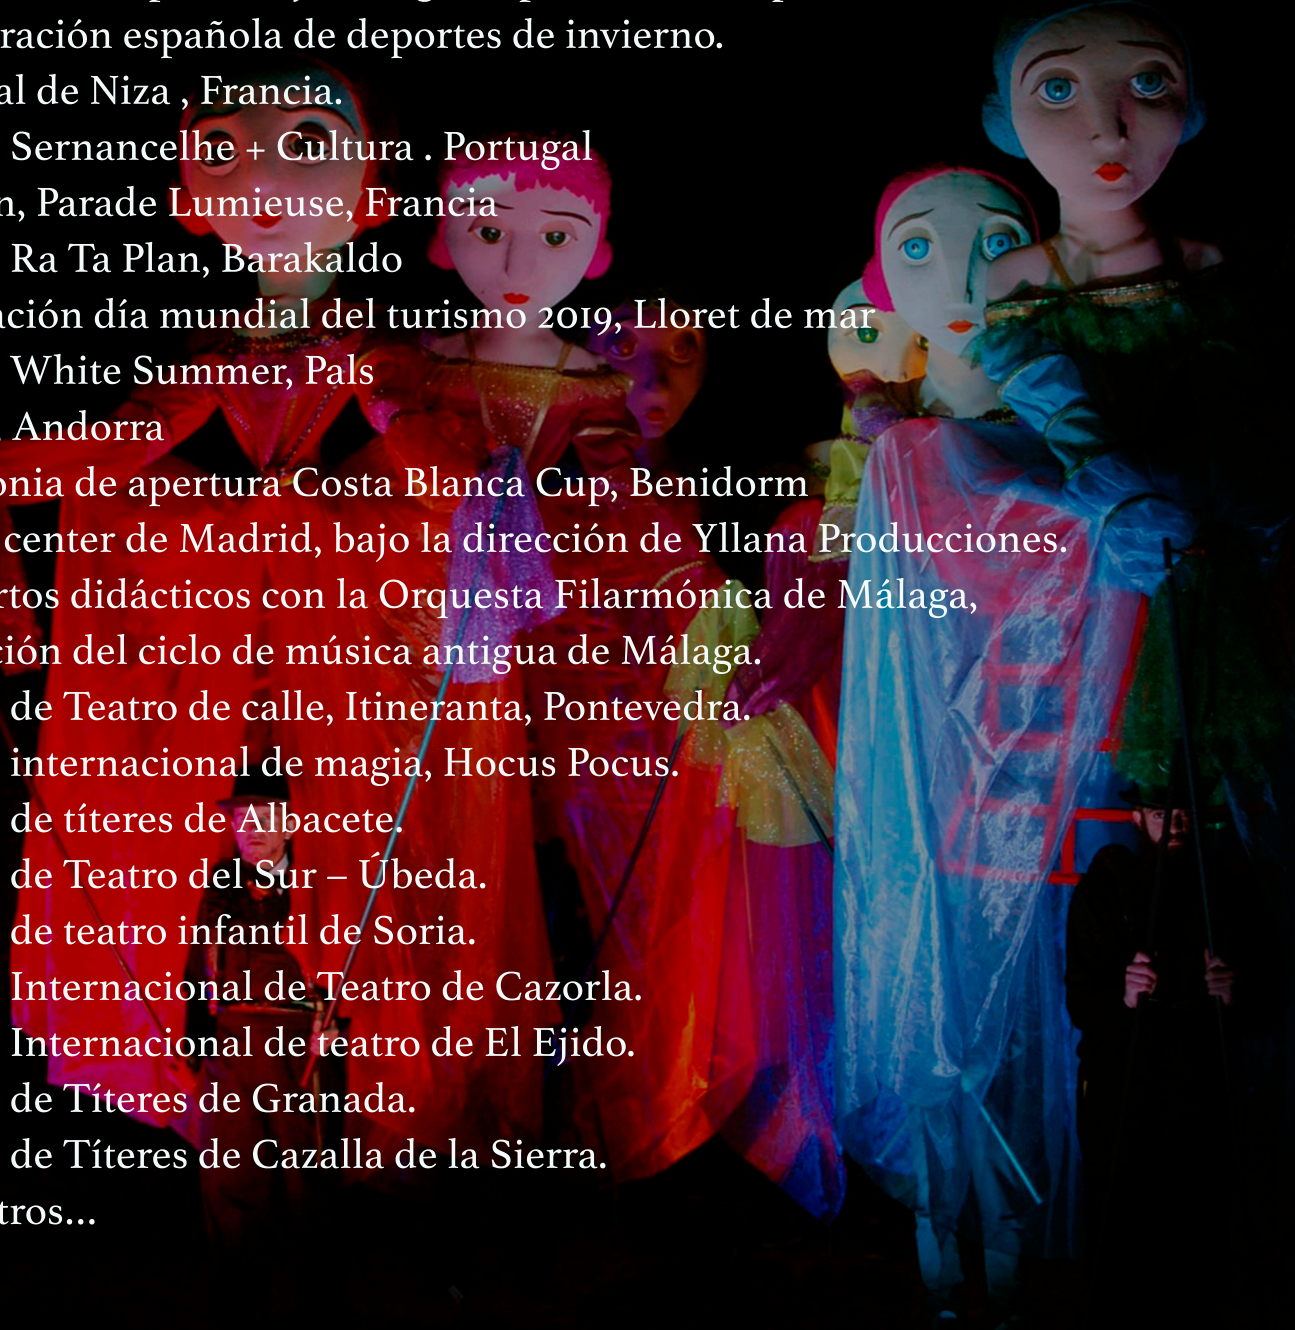 ración española de deportes de invierno.
al de Niza , Francia.
Sernancelhe + Cultura . Portugal
n, Parade Lumieuse, Francia
Ra Ta Plan, Barakaldo
ación día mundial del turismo 2019, Lloret de mar
White Summer, Pals
, Andorra
onia de apertura Costa Blanca Cup, Benidorm
center de Madrid, bajo la dirección de Yllana Producciones.
rtos didácticos con la Orquesta Filarmónica de Málaga,
ción del ciclo de música antigua de Málaga.
de Teatro de calle, Itineranta, Pontevedra.
internacional de magia, Hocus Pocus.
de títeres de Albacete.
de Teatro del Sur – Úbeda.
de teatro infantil de Soria.
Internacional de Teatro de Cazorla.
Internacional de teatro de El Ejido.
de Títeres de Granada.
de Títeres de Cazalla de la Sierra.
tros...